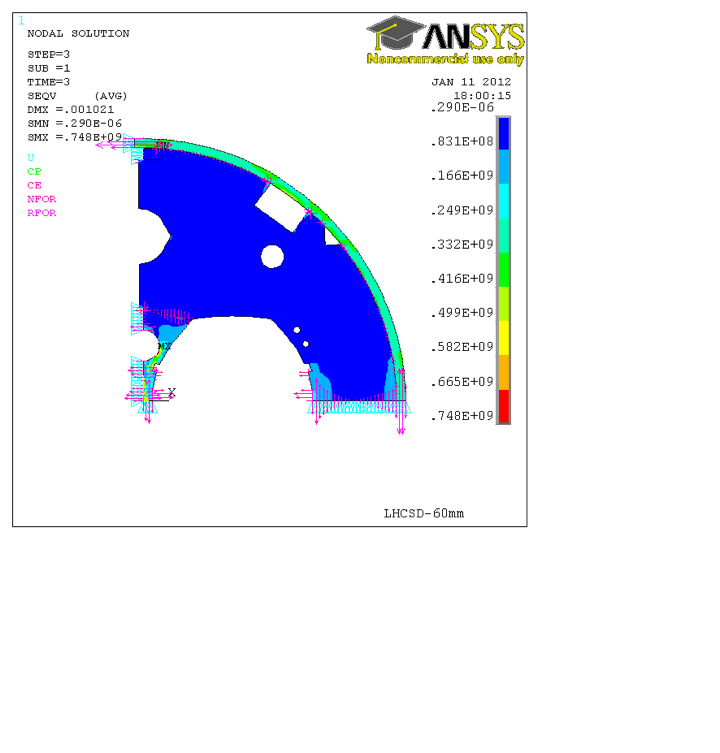 1
NODAL SOLUTION
STEP=3
SUB =1
TIME=3
SEQV (AVG)
DMX =.001021
SMN =.290E-06
SMX =.748E+09
U
CP
CE
NFOR
RFOR
ANSYS
Noncommercial use only
JAN 11 2012
18:00:15
.290E-06
.831E+08
.166E+09
.249E+09
.332E+09
.416E+09
.499E+09
.582E+09
.665E+09
.748E+09
MN
MX
X
LHCSD-60mm